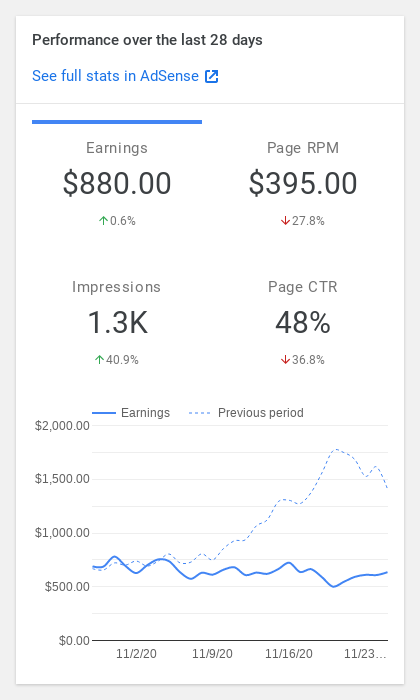 Performance over the last 28 days
See full stats in AdSense
Earnings Page RPM
$880.00 $395.00
0.6% 27.8%
Impressions Page CTR
1.3K 48%
40.9% 36.8%
Earnings Previous period
$2,000.00
$1,500.00
$1,000.00
$500.00
$0.00
11/2/20 11/9/20 11/16/20 11/23...